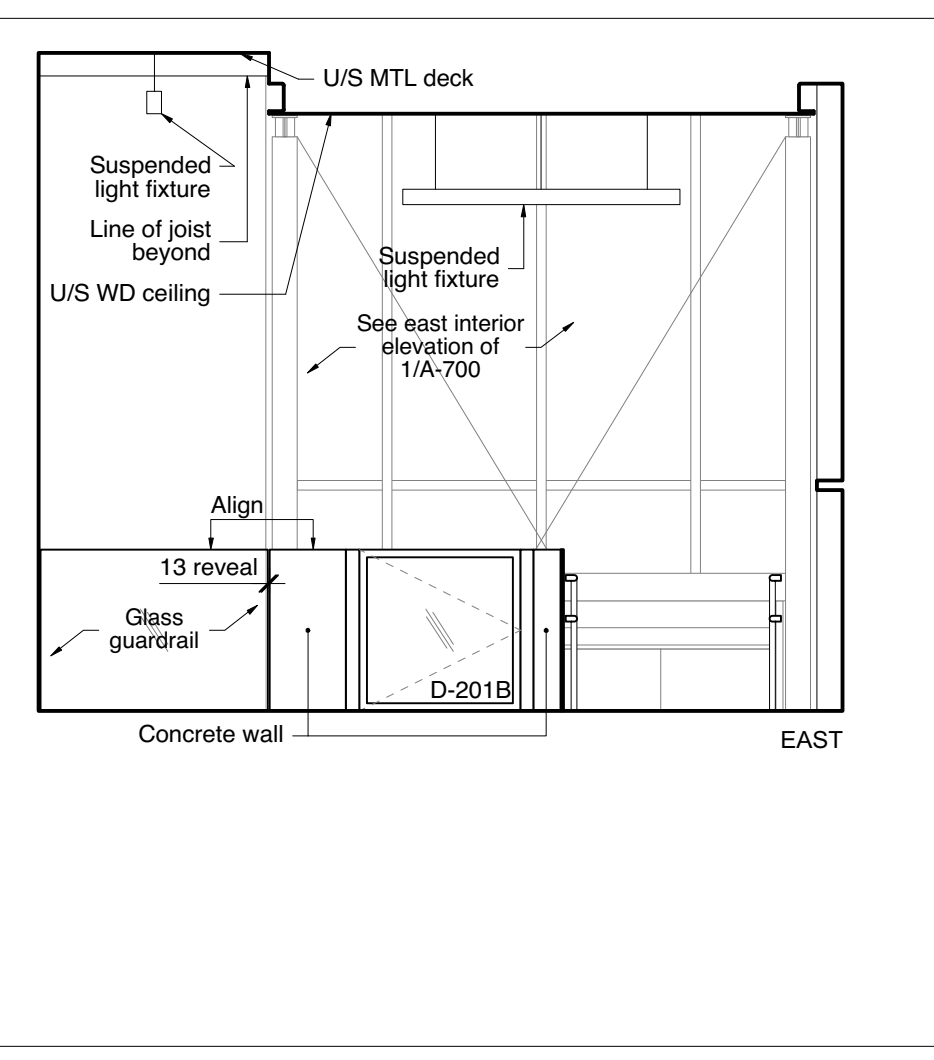 U/S MTL deck
Suspended
light fixture
Line of joist
beyond
U/S WD ceiling
Suspended
light fixture
See east interior
elevation of
1/A-700
Align
13 reveal
Glass
guardrail
D-201B
Concrete wall
EAST